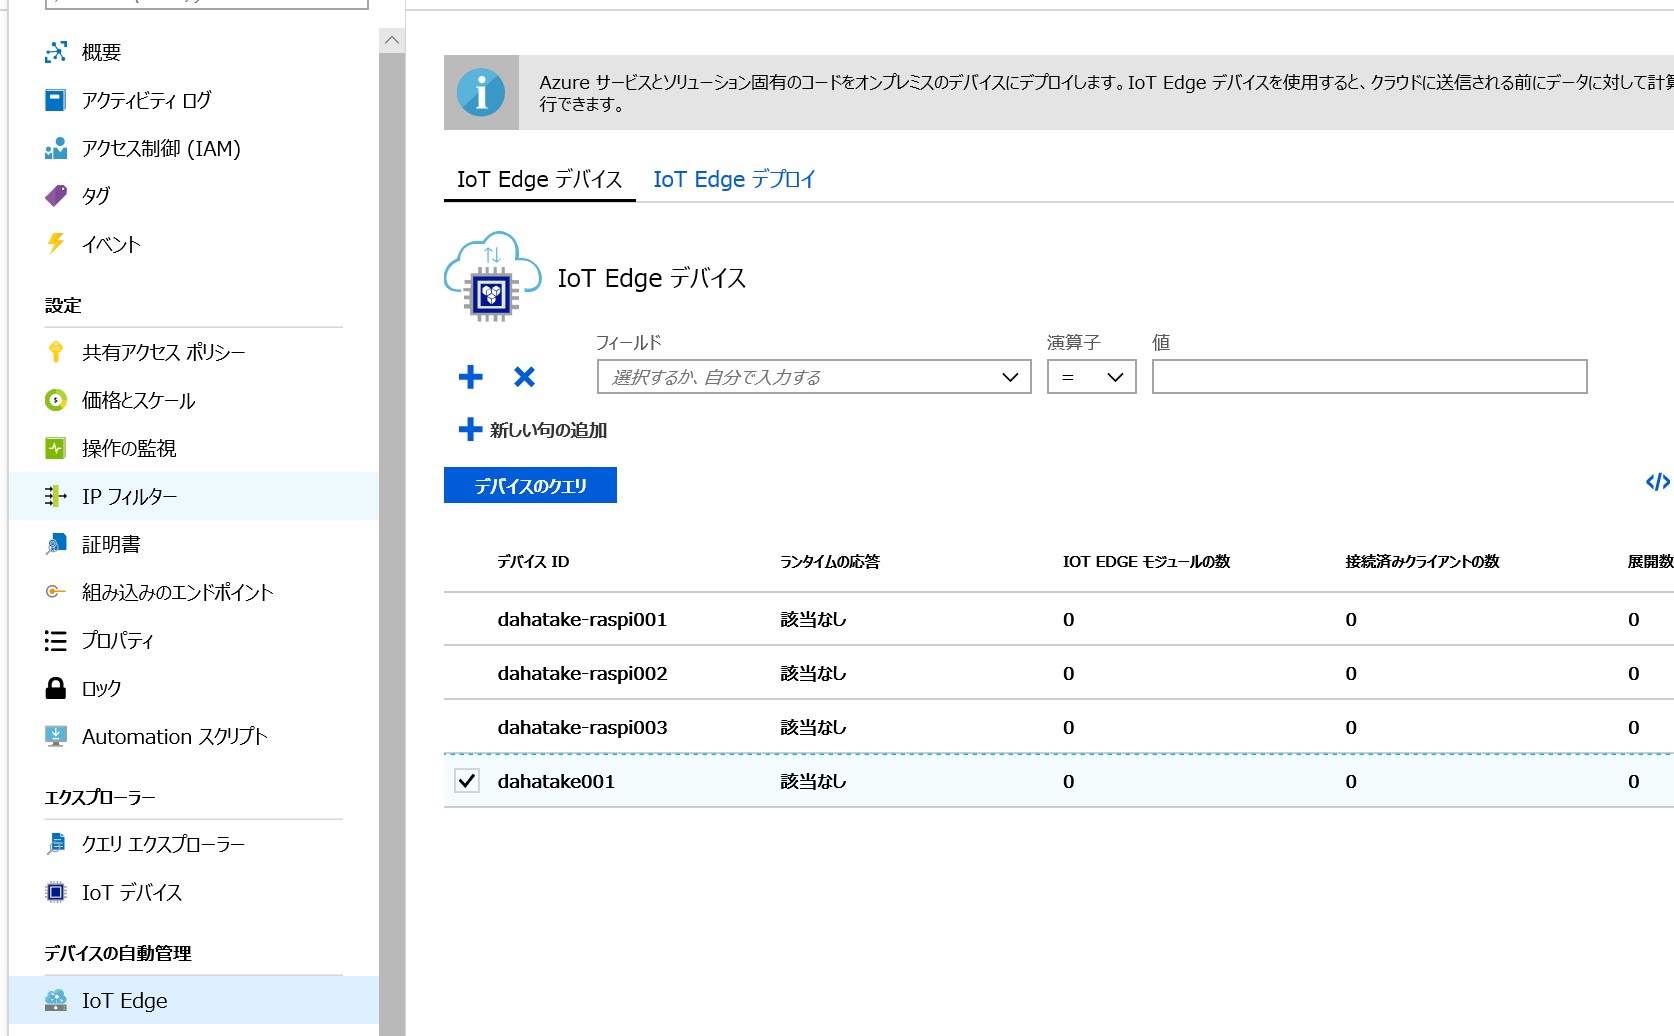 概要
アクティビティ ログ
アクセス制御 (IAM)
タグ
イベント
設定
共有アクセス ポリシー
価格とスケール
操作の監視
IP フィルター
証明書
組み込みのエンドポイント
プロパティ
ロック
Automation スクリプト
エクスプローラー
クエリ エクスプローラー
IoT デバイス
デバイスの自動管理
IoT Edge
Azure サービスとソリューション固有のコードをオンプレミスのデバイスにデプロイします。IoT Edge デバイスを使用すると、クラウドに送信される前にデータに対して計算
行できます。
IoT Edge デバイス IoT Edge デプロイ
IoT Edge デバイス
フィールド 演算子 値
選択するか、自分で入力する =
新しい句の追加
デバイスのクエリ </>
デバイス ID ランタイムの応答 IOT EDGE モジュールの数 接続済みクライアントの数 展開数
dahatake-raspi001 該当なし 0 0 0
dahatake-raspi002 該当なし 0 0 0
dahatake-raspi003 該当なし 0 0 0
dahatake001 該当なし 0 0 0